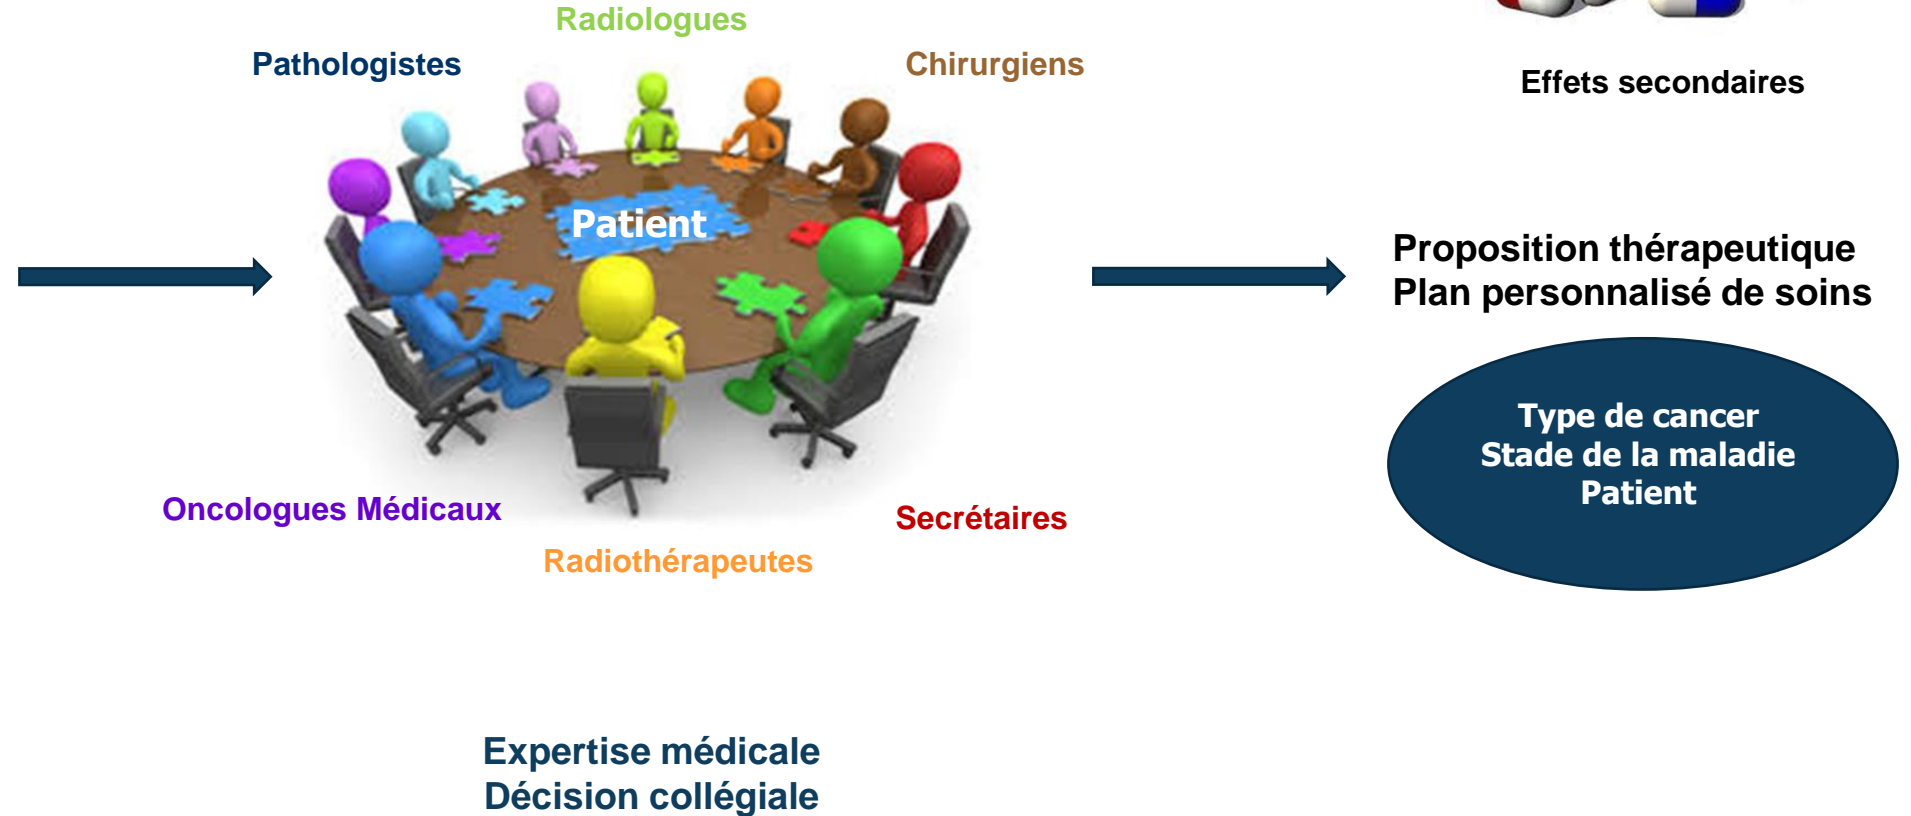 Radiologues
Pathologistes
Chirurgiens
Effets secondaires
Patient
Proposition thérapeutique
Plan personnalisé de soins
Type de cancer
Stade de la maladie
Patient
Oncologues Médicaux
Secrétaires
Radiothérapeutes
Expertise médicale
Décision collégiale